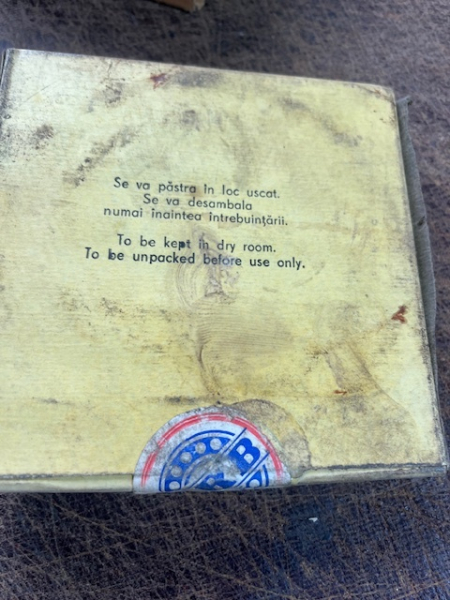 Se va păstra în loc uscat.
Se va desambala
numai înaintea întrebuințării.
To be kept in dry room.
To be unpacked before use only.